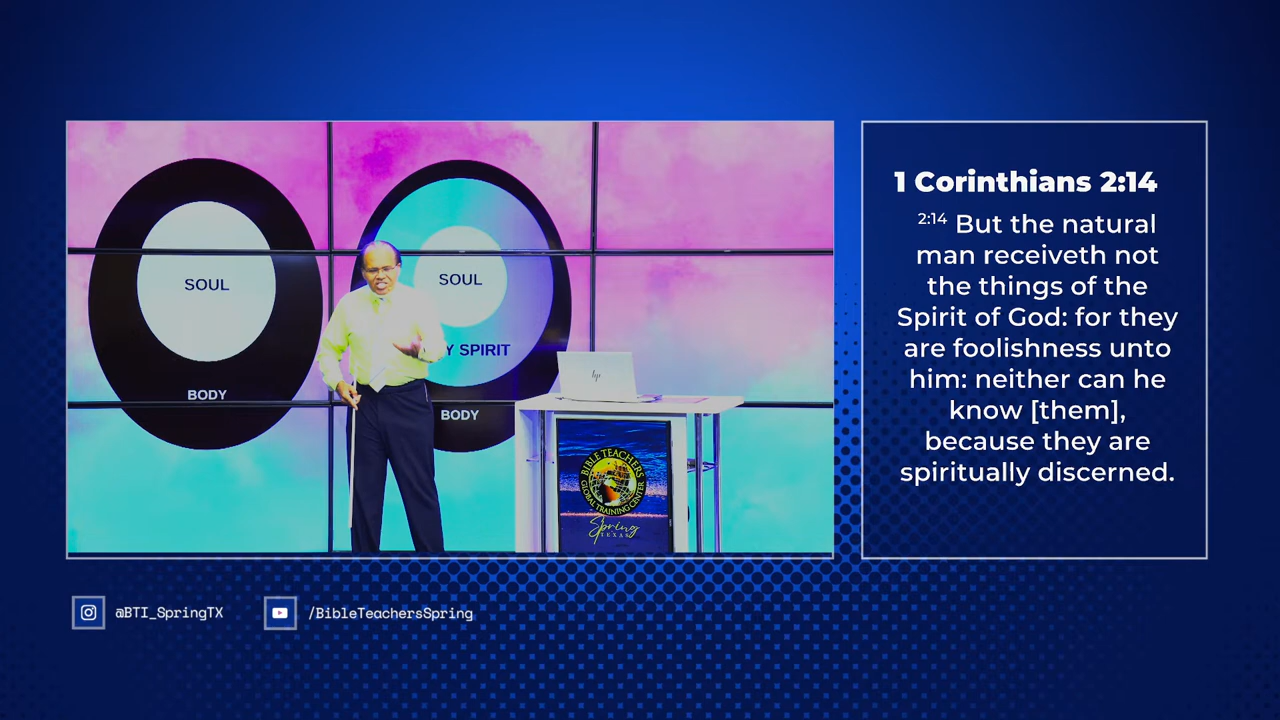 SOUL
BODY
SOUL
Y SPIRIT
BODY
hp
BIBLE TEACHERS
GLOBAL TRAINING CENTER
Spring
TEXAS
1 Corinthians 2:14
2:14 But the natural
man receiveth not
the things of the
Spirit of God: for they
are foolishness unto
him: neither can he
know [them],
because they are
spiritually discerned.
@BTI_SpringTX
/BibleTeachersSpring